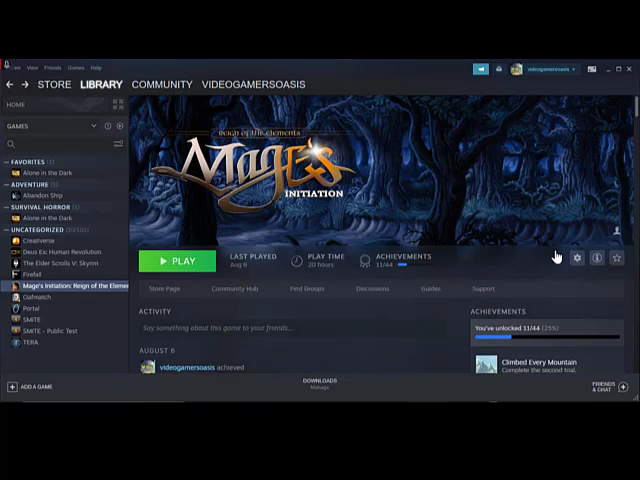 View Friends Games Help
videogamersoasis
STORE LIBRARY COMMUNITY VIDEOGAMERSOASIS
HOME
GAMES
FAVORITES (1)
Alone in the Dark
ADVENTURE (1)
Abandon Ship
SURVIVAL HORROR (1)
Alone in the Dark
UNCATEGORIZED
Creativerse
Deus Ex: Human Revolution
The Elder Scrolls V: Skyrim
Firefall
Mage's Initiation: Reign of the Eleme
Portal
SMITE
SMITE - Public Test
TERA
ADD A GAME
Reign of the Elements
Mage's
INITIATION
PLAY
LAST PLAYED
Aug 6
PLAY TIME
20 hours
ACHIEVEMENTS
11/44
Store Page Community Hub Find Groups Discussions Guides Support
ACTIVITY
Say something about this game to your friends...
AUGUST 6
videogamersoasis achieved
ACHIEVEMENTS
You've unlocked 11/44 (25%)
Climbed Every Mountain
Complete the second trial.
DOWNLOADS
Manage
FRIENDS
& CHAT